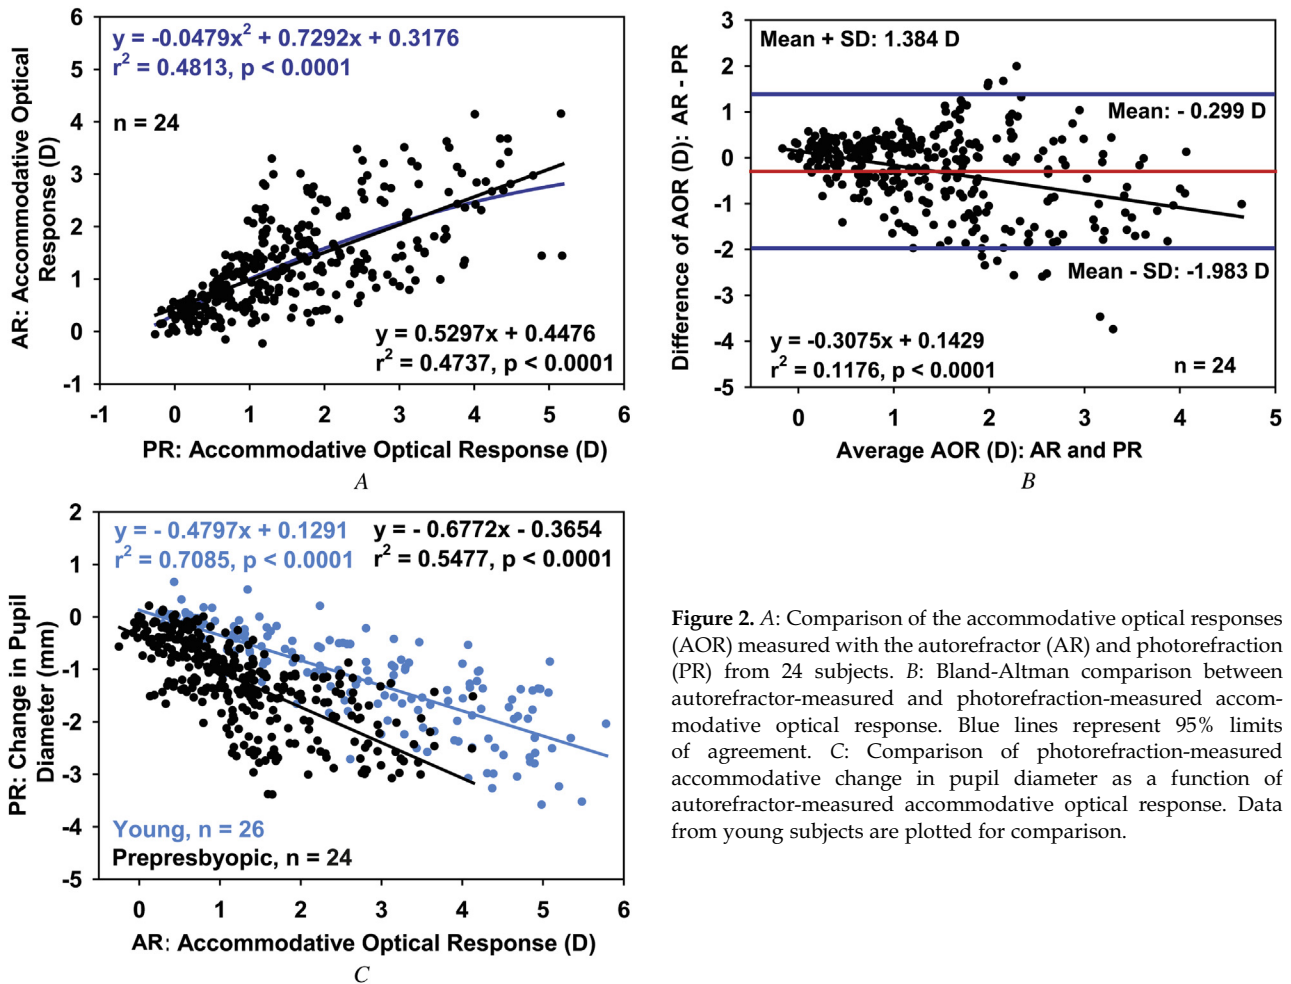 y = -0.0479x² + 0.7292x + 0.3176
r² = 0.4813, p < 0.0001
n = 24
y = 0.5297x + 0.4476
r² = 0.4737, p < 0.0001
6
5
4
3
2
1
0
-1
-1 0 1 2 3 4 5 6
AR: Accommodative Optical
Response (D)
PR: Accommodative Optical Response (D)
A
Mean + SD: 1.384 D
Mean: - 0.299 D
Mean - SD: -1.983 D
y = -0.3075x + 0.1429
r² = 0.1176, p < 0.0001
n = 24
3
2
1
0
-1
-2
-3
-4
-5
0 1 2 3 4 5
Difference of AOR (D): AR - PR
Average AOR (D): AR and PR
B
y = - 0.4797x + 0.1291
r² = 0.7085, p < 0.0001
y = - 0.6772x - 0.3654
r² = 0.5477, p < 0.0001
Young, n = 26
Prepresbyopic, n = 24
2
1
0
-1
-2
-3
-4
-5
0 1 2 3 4 5 6
PR: Change in Pupil
Diameter (mm)
AR: Accommodative Optical Response (D)
C
Figure 2. A: Comparison of the accommodative optical responses
(AOR) measured with the autorefractor (AR) and photorefraction
(PR) from 24 subjects. B: Bland-Altman comparison between
autorefractor-measured and photorefraction-measured accom-
modative optical response. Blue lines represent 95% limits
of agreement. C: Comparison of photorefraction-measured
accommodative change in pupil diameter as a function of
autorefractor-measured accommodative optical response. Data
from young subjects are plotted for comparison.